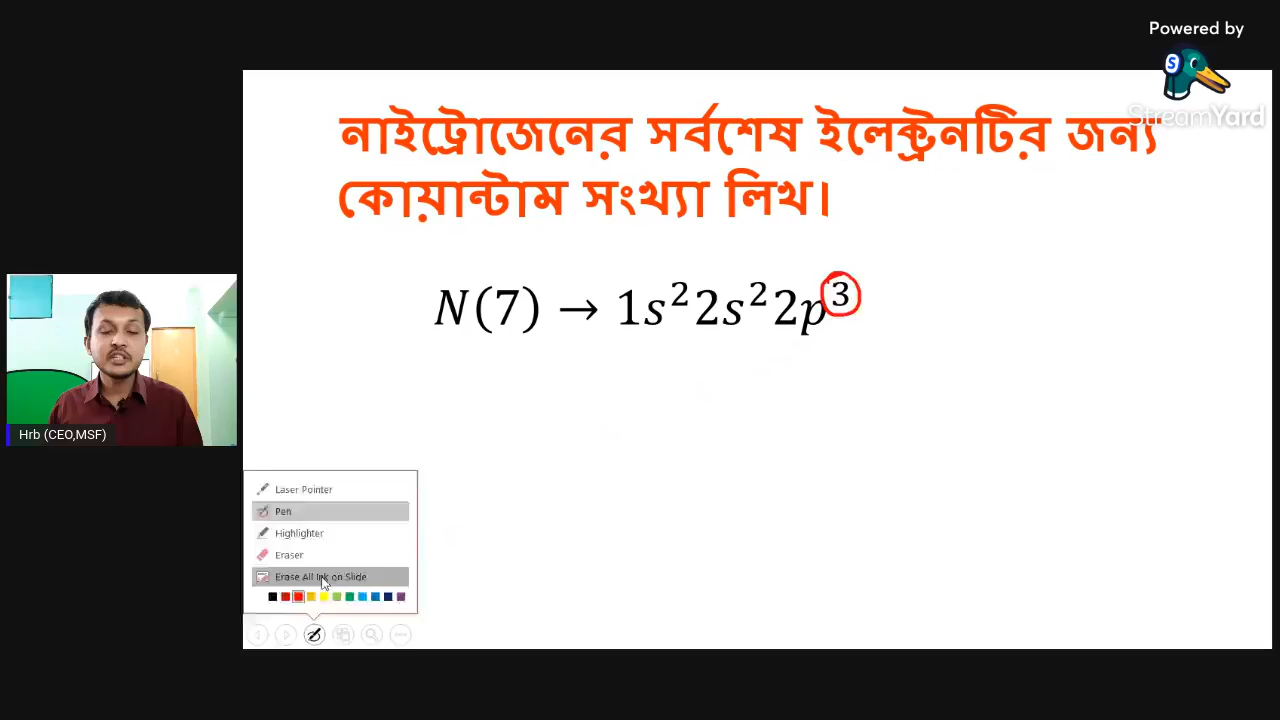 Powered by
StreamYard
নাইট্রোজেনের সর্বশেষ ইলেক্ট্রনটির জন্য
কোয়ান্টাম সংখ্যা লিখ।
N(7) → 1s²2s²2p³
Hrb (CEO,MSF)
Laser Pointer
Pen
Highlighter
Eraser
Erase All Ink on Slide